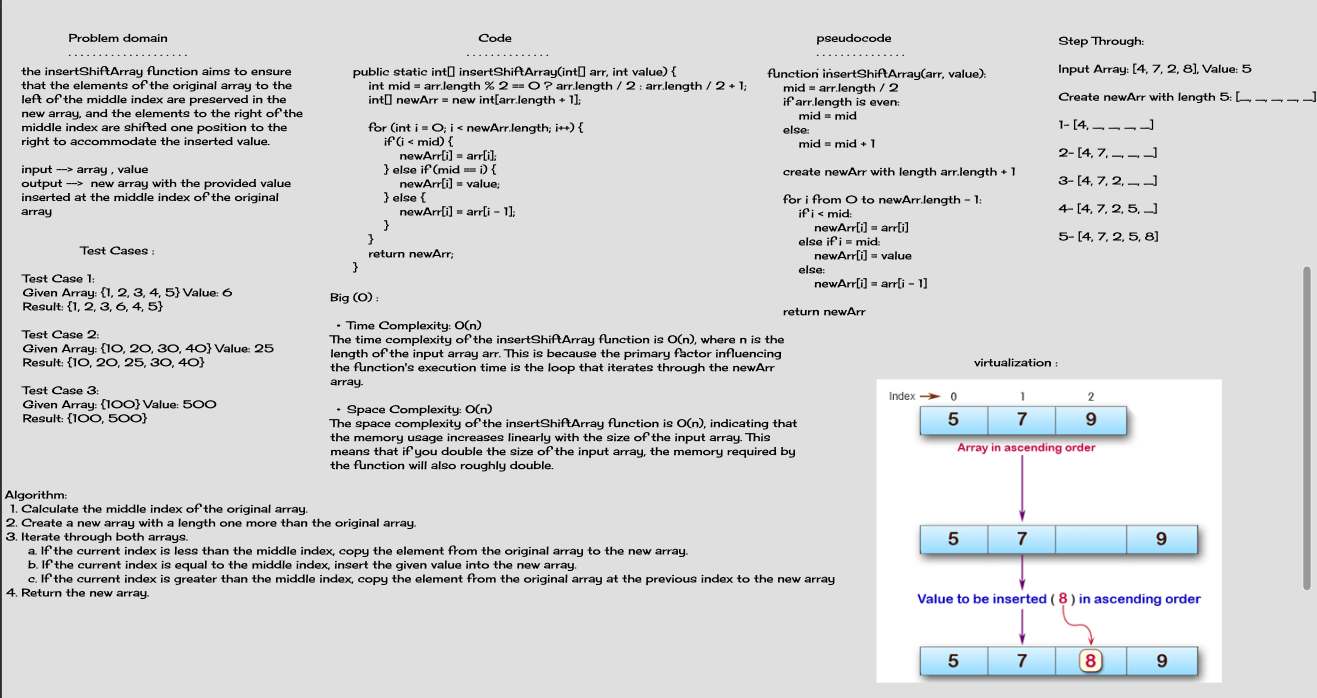 Problem domain
. . . . . . . . . . . . . . . . . . .
the insertShiftArray function aims to ensure
that the elements of the original array to the
left of the middle index are preserved in the
new array, and the elements to the right of the
middle index are shifted one position to the
right to accommodate the inserted value.
input --> array , value
output --> new array with the provided value
inserted at the middle index of the original
array
Test Cases :
Test Case 1:
Given Array: {1, 2, 3, 4, 5} Value: 6
Result: {1, 2, 3, 6, 4, 5}
Test Case 2:
Given Array: {10, 20, 30, 40} Value: 25
Result: {10, 20, 25, 30, 40}
Test Case 3:
Given Array: {100} Value: 500
Result: {100, 500}
Code
. . . . . . . . . . . . .
public static int[] insertShiftArray(int[] arr, int value) {
int mid = arr.length % 2 == 0 ? arr.length / 2 : arr.length / 2 + 1;
int[] newArr = new int[arr.length + 1];
for (int i = 0; i < newArr.length; i++) {
if (i < mid) {
newArr[i] = arr[i];
} else if (mid == i) {
newArr[i] = value;
} else {
newArr[i] = arr[i - 1];
}
}
return newArr;
}
Big (O) :
• Time Complexity: O(n)
The time complexity of the insertShiftArray function is O(n), where n is the
length of the input array arr. This is because the primary factor influencing
the function's execution time is the loop that iterates through the newArr
array.
• Space Complexity: O(n)
The space complexity of the insertShiftArray function is O(n), indicating that
the memory usage increases linearly with the size of the input array. This
means that if you double the size of the input array, the memory required by
the function will also roughly double.
pseudocode
. . . . . . . . . . . . . .
function insertShiftArray(arr, value):
mid = arr.length / 2
if arr.length is even:
mid = mid
else:
mid = mid + 1
create newArr with length arr.length + 1
for i from 0 to newArr.length - 1:
if i < mid:
newArr[i] = arr[i]
else if i = mid:
newArr[i] = value
else:
newArr[i] = arr[i - 1]
return newArr
Step Through:
Input Array: [4, 7, 2, 8], Value: 5
Create newArr with length 5: [_, _, _, _, _]
1- [4, _, _, _, _]
2- [4, 7, _, _, _]
3- [4, 7, 2, _, _]
4- [4, 7, 2, 5, _]
5- [4, 7, 2, 5, 8]
Algorithm:
1. Calculate the middle index of the original array.
2. Create a new array with a length one more than the original array.
3. Iterate through both arrays.
a. If the current index is less than the middle index, copy the element from the original array to the new array.
b. If the current index is equal to the middle index, insert the given value into the new array.
c. If the current index is greater than the middle index, copy the element from the original array at the previous index to the new array
4. Return the new array.
virtualization :
Index 0 1 2
5 7 9
Array in ascending order
5 7 9
Value to be inserted ( 8 ) in ascending order
5 7 8 9